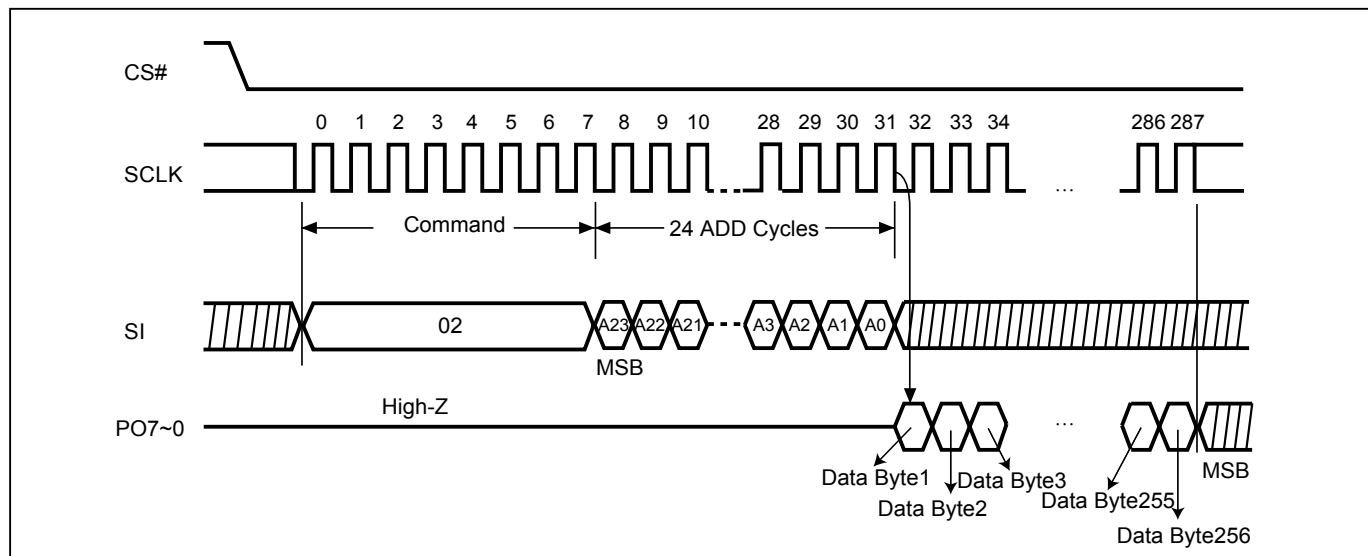 CS#
0 1 2 3 4 5 6 7 8 9 10 28 29 30 31 32 33 34 286 287
SCLK
...
Command
24 ADD Cycles
SI
02
A23 A22 A21 A3 A2 A1 A0
MSB
High-Z
PO7~0
...
Data Byte1
Data Byte2
Data Byte3
Data Byte255
Data Byte256
MSB